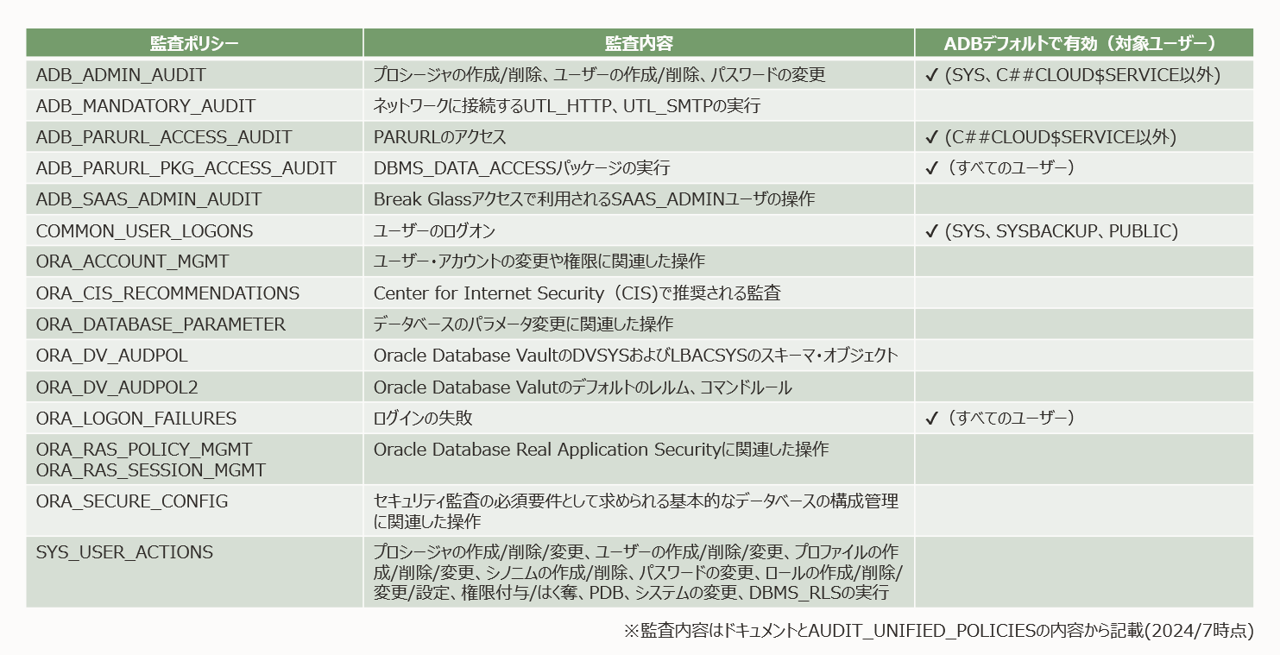 監査ポリシー 監査内容 ADBデフォルトで有効（対象ユーザー）
ADB_ADMIN_AUDIT プロシージャの作成/削除、ユーザーの作成/削除、パスワードの変更 ✓ (SYS、C##CLOUD$SERVICE以外)
ADB_MANDATORY_AUDIT ネットワークに接続するUTL_HTTP、UTL_SMTPの実行
ADB_PARURL_ACCESS_AUDIT PARURLのアクセス ✓ (C##CLOUD$SERVICE以外)
ADB_PARURL_PKG_ACCESS_AUDIT DBMS_DATA_ACCESSパッケージの実行 ✓（すべてのユーザー）
ADB_SAAS_ADMIN_AUDIT Break Glassアクセスで利用されるSAAS_ADMINユーザの操作
COMMON_USER_LOGONS ユーザーのログオン ✓ (SYS、SYSBACKUP、PUBLIC)
ORA_ACCOUNT_MGMT ユーザー・アカウントの変更や権限に関連した操作
ORA_CIS_RECOMMENDATIONS Center for Internet Security（CIS)で推奨される監査
ORA_DATABASE_PARAMETER データベースのパラメータ変更に関連した操作
ORA_DV_AUDPOL Oracle Database VaultのDVSYSおよびLBACSYSのスキーマ・オブジェクト
ORA_DV_AUDPOL2 Oracle Database Valutのデフォルトのレルム、コマンドルール
ORA_LOGON_FAILURES ログインの失敗 ✓（すべてのユーザー）
ORA_RAS_POLICY_MGMT Oracle Database Real Application Securityに関連した操作
ORA_RAS_SESSION_MGMT
ORA_SECURE_CONFIG セキュリティ監査の必須要件として求められる基本的なデータベースの構成管理
に関連した操作
SYS_USER_ACTIONS プロシージャの作成/削除/変更、ユーザーの作成/削除/変更、プロファイルの作
成/削除/変更、シノニムの作成/削除、パスワードの変更、ロールの作成/削除/
変更/設定、権限付与/はく奪、PDB、システムの変更、DBMS_RLSの実行
※監査内容はドキュメントとAUDIT_UNIFIED_POLICIESの内容から記載(2024/7時点)